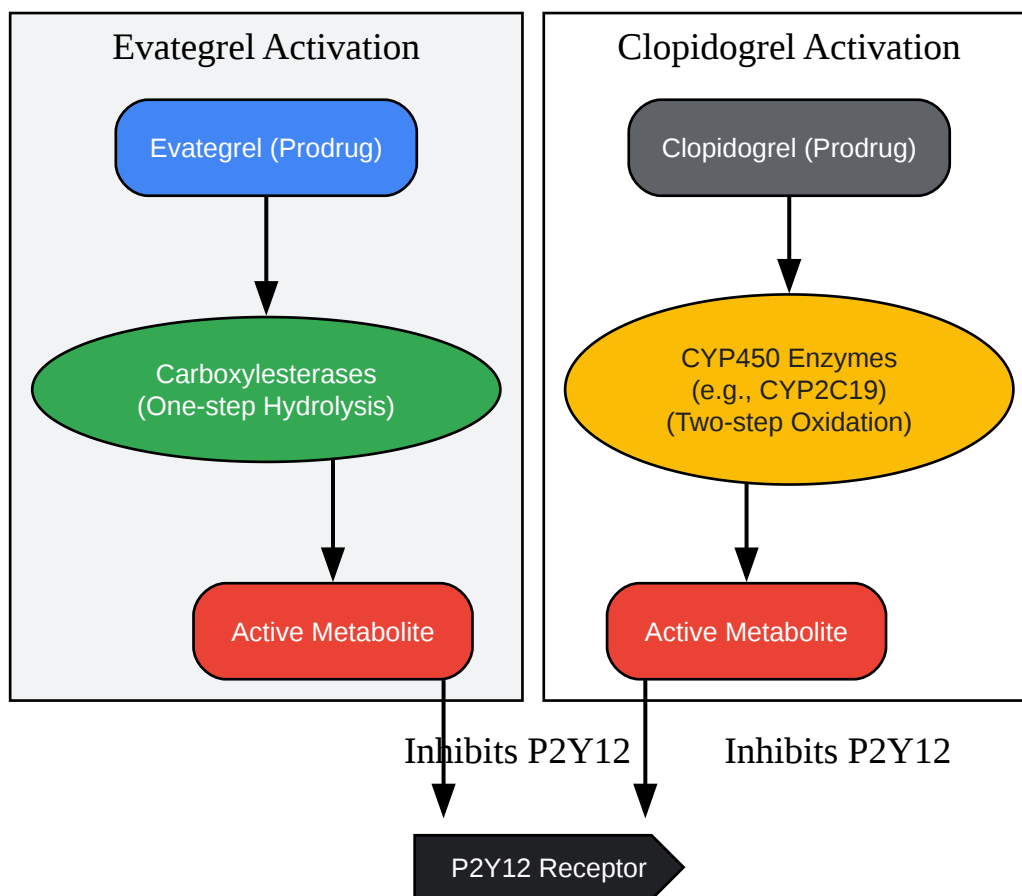 Evategrel Activation
Evategrel (Prodrug)
Carboxylesterases
(One-step Hydrolysis)
Active Metabolite
Clopidogrel Activation
Clopidogrel (Prodrug)
CYP450 Enzymes
(e.g., CYP2C19)
(Two-step Oxidation)
Active Metabolite
Inhibits P2Y12
Inhibits P2Y12
P2Y12 Receptor